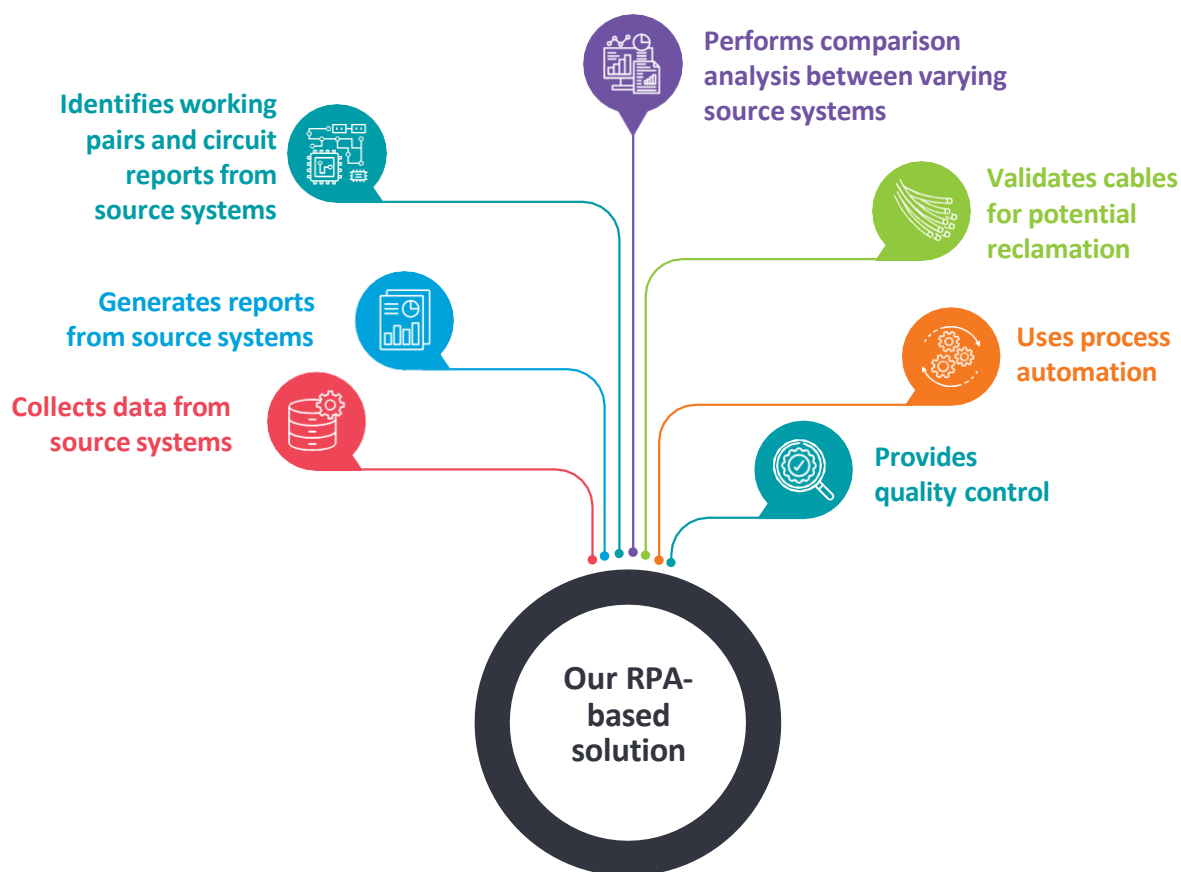 Performs comparison
analysis between varying
source systems
Identifies working
pairs and circuit
reports from
source systems
Validates cables
for potential
reclamation
Generates reports
from source systems
Uses process
automation
Collects data from
source systems
Provides
quality control
Our RPA-
based
solution